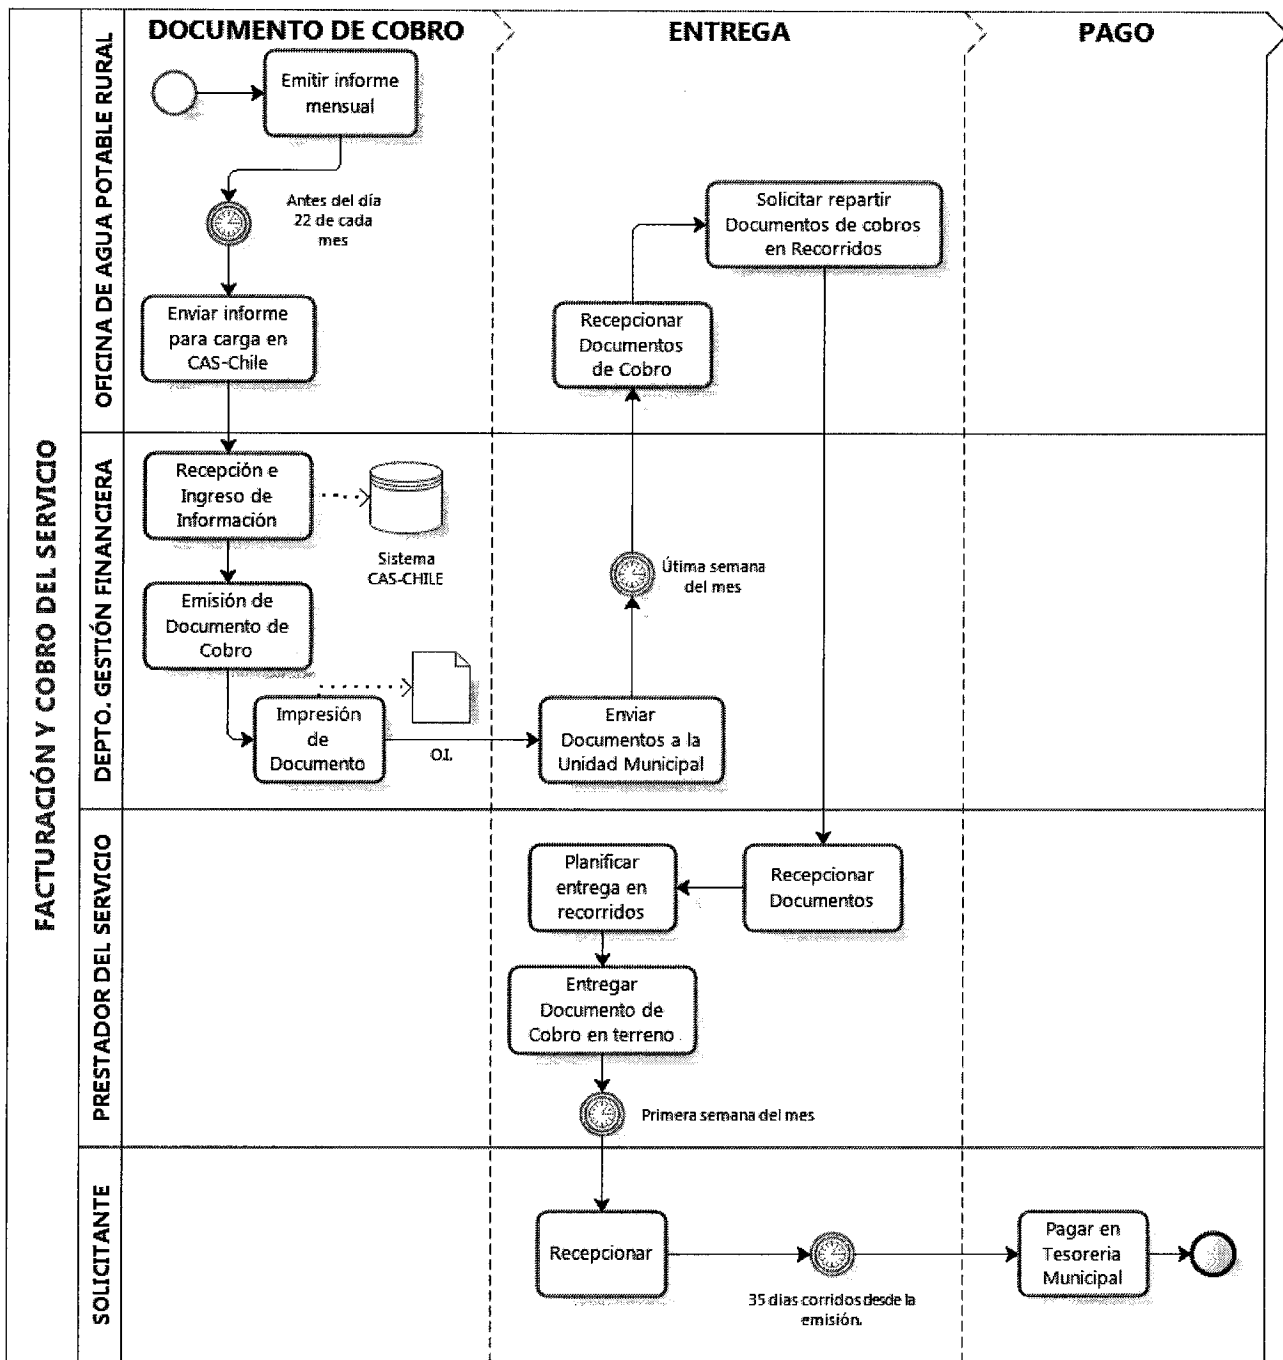 FACTURACIÓN Y COBRO DEL SERVICIO
DOCUMENTO DE COBRO
ENTREGA
PAGO
OFICINA DE AGUA POTABLE RURAL
Emitir informe
mensual
Antes del día
22 de cada
mes
Enviar informe
para carga en
CAS-Chile
Solicitar repartir
Documentos de cobros
en Recorridos
Recepcionar
Documentos
de Cobro
DEPTO. GESTIÓN FINANCIERA
Recepción e
Ingreso de
Información
Sistema
CAS-CHILE
Emisión de
Documento de
Cobro
Impresión
de
Documento
O.I.
Útima semana
del mes
Enviar
Documentos a la
Unidad Municipal
PRESTADOR DEL SERVICIO
Planificar
entrega en
recorridos
Recepcionar
Documentos
Entregar
Documento de
Cobro en terreno
Primera semana del mes
SOLICITANTE
Recepcionar
35 dias corridos desde la
emisión.
Pagar en
Tesoreria
Municipal